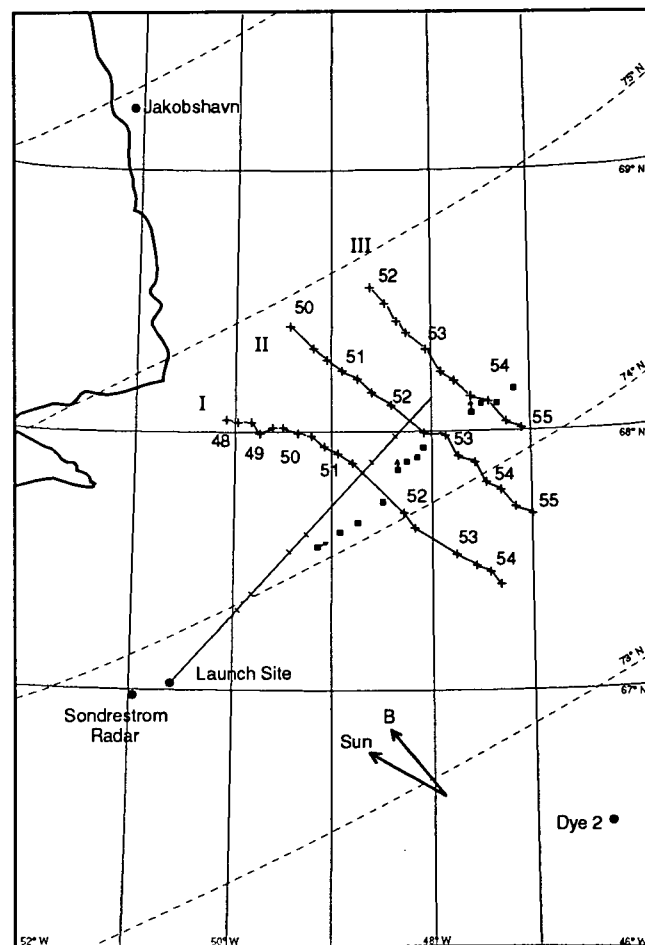 75° N
Jakobshavn
69° N
III
52
50
53
II
51
54
74° N
I
52
55
48
49
50
51
53
68° N
54
52
55
53
54
Launch Site
73° N
67° N
Sondrestrom
Radar
B
Sun
Dye 2
52° W
50° W
48° W
46° W